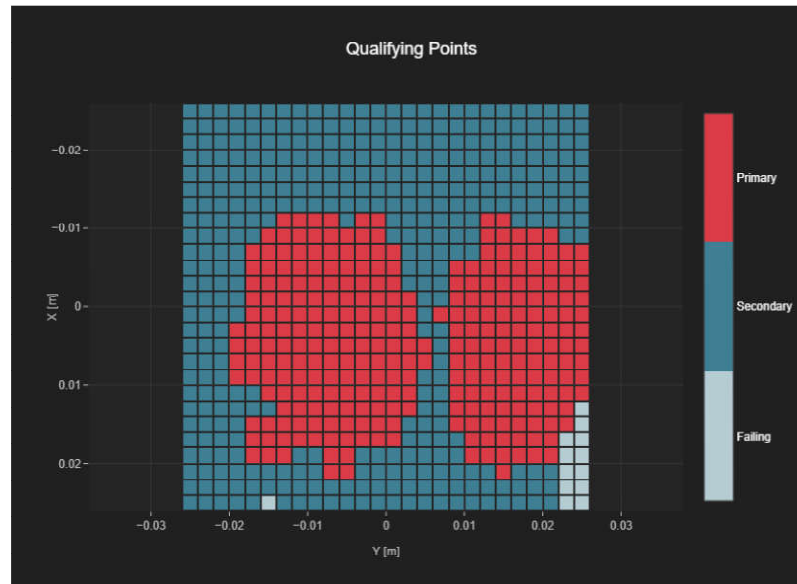 Qualifying Points
−0.02
−0.01
0
0.01
0.02
X [m]
−0.03
−0.02
−0.01
0
0.01
0.02
0.03
Y [m]
Primary
Secondary
Failing